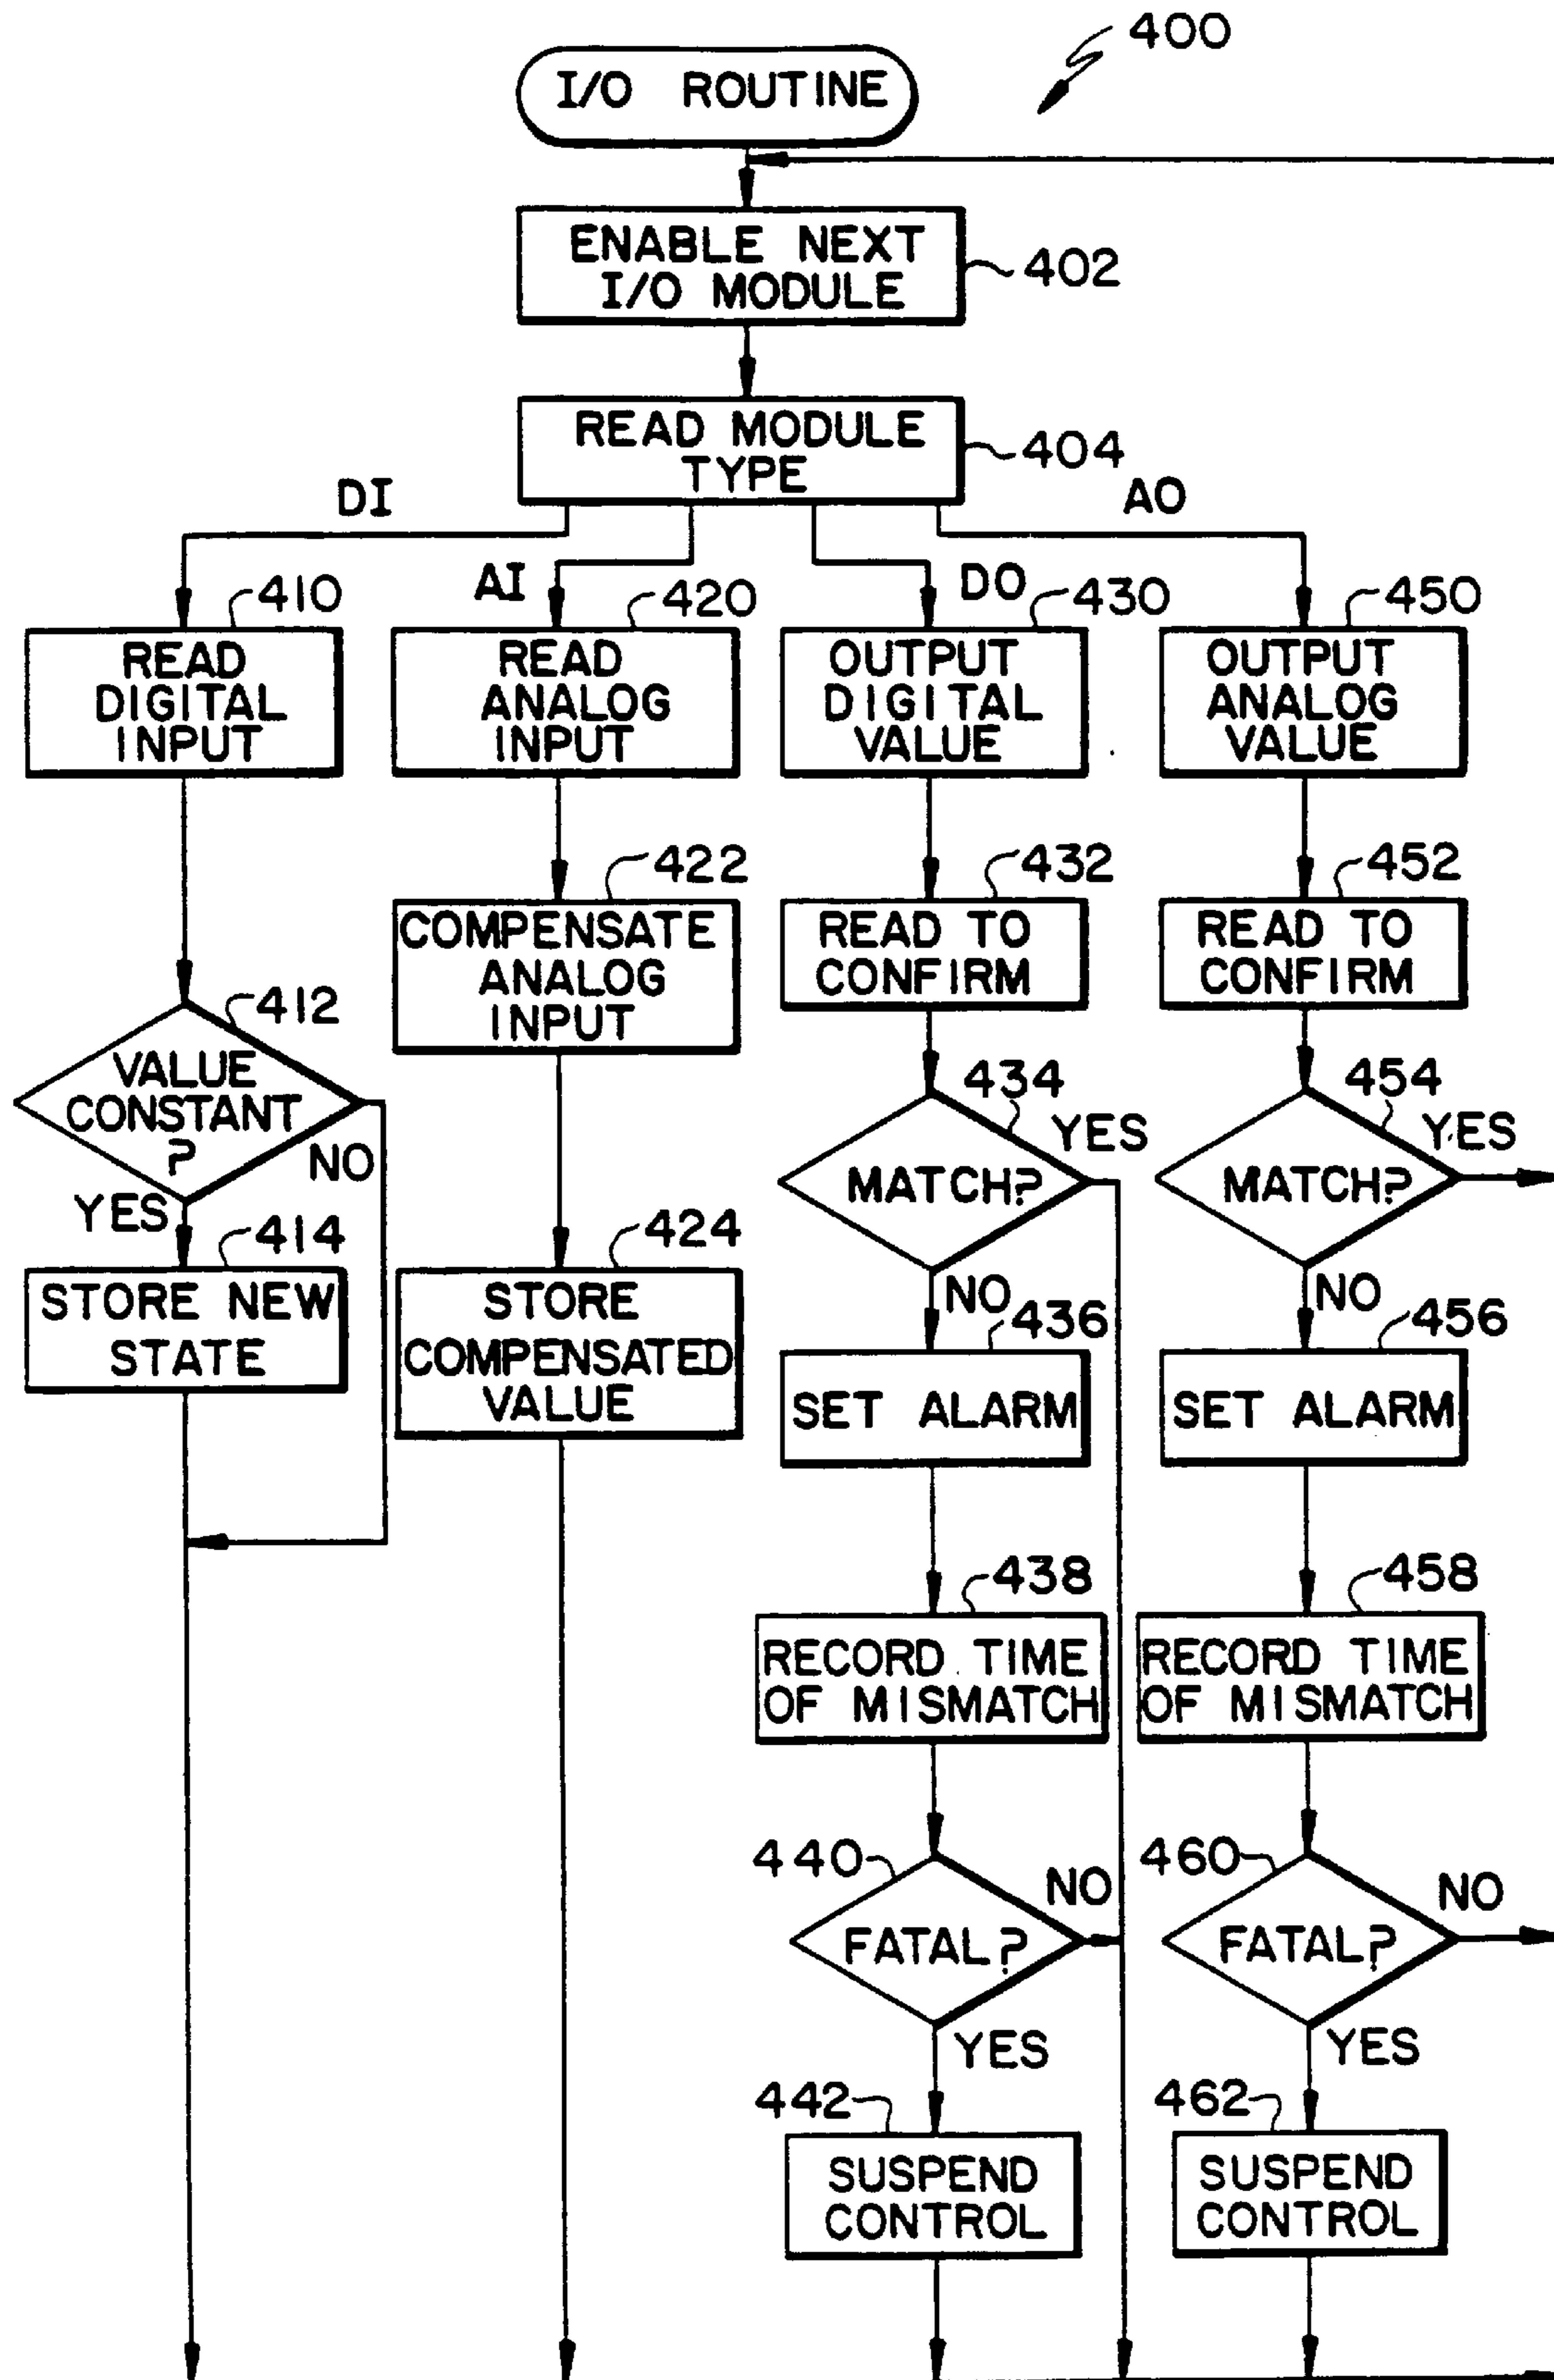 400
I/O ROUTINE
ENABLE NEXT
I/O MODULE
402
READ MODULE
TYPE
404
DI
AI
DO
AO
410
READ
DIGITAL
INPUT
420
READ
ANALOG
INPUT
430
OUTPUT
DIGITAL
VALUE
450
OUTPUT
ANALOG
VALUE
412
VALUE
CONSTANT
?
NO
YES
414
STORE NEW
STATE
422
COMPENSATE
ANALOG
INPUT
424
STORE
COMPENSATED
VALUE
432
READ TO
CONFIRM
434
MATCH?
YES
NO
436
SET ALARM
438
RECORD TIME
OF MISMATCH
440
FATAL?
NO
YES
442
SUSPEND
CONTROL
452
READ TO
CONFIRM
454
MATCH?
YES
NO
456
SET ALARM
458
RECORD TIME
OF MISMATCH
460
FATAL?
NO
YES
462
SUSPEND
CONTROL